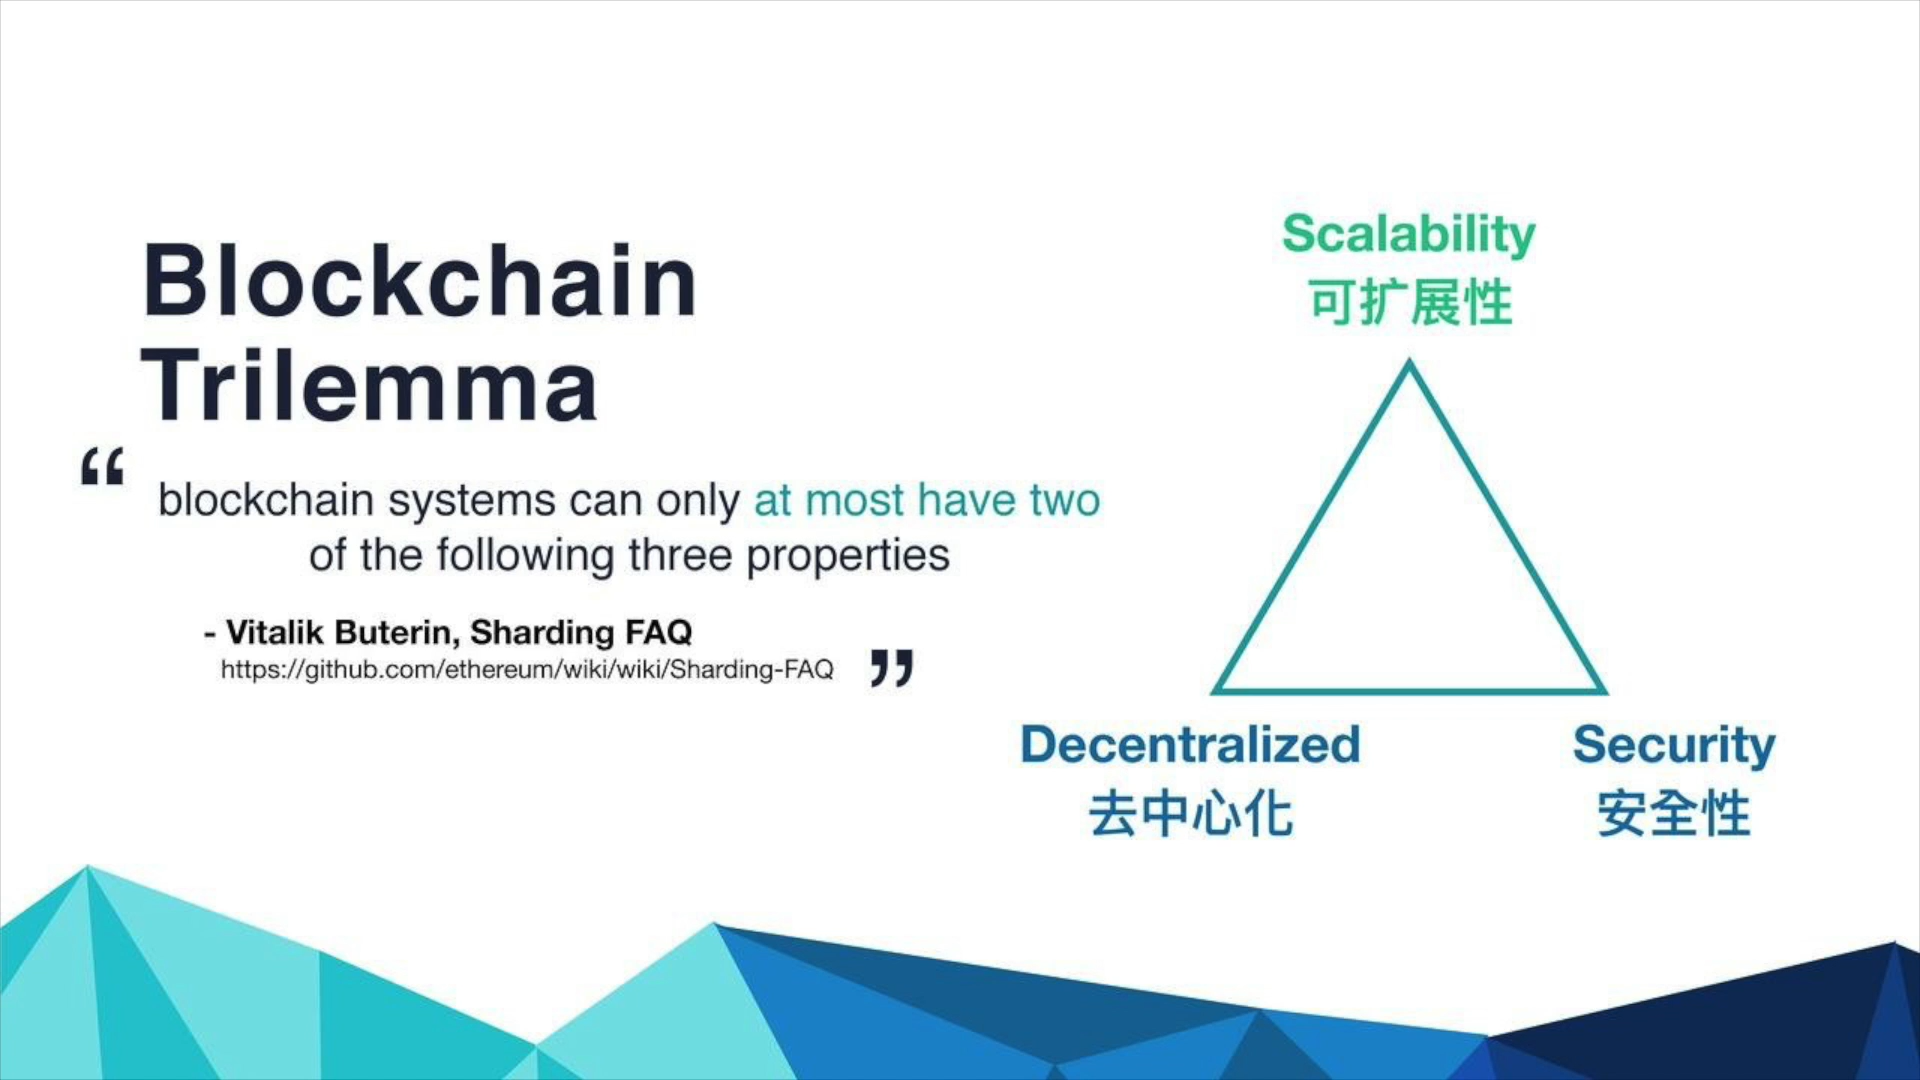 Blockchain
Trilemma
“
blockchain systems can only at most have two
of the following three properties
- Vitalik Buterin, Sharding FAQ
https://github.com/ethereum/wiki/wiki/Sharding-FAQ
”
Scalability
可扩展性
Decentralized
去中心化
Security
安全性